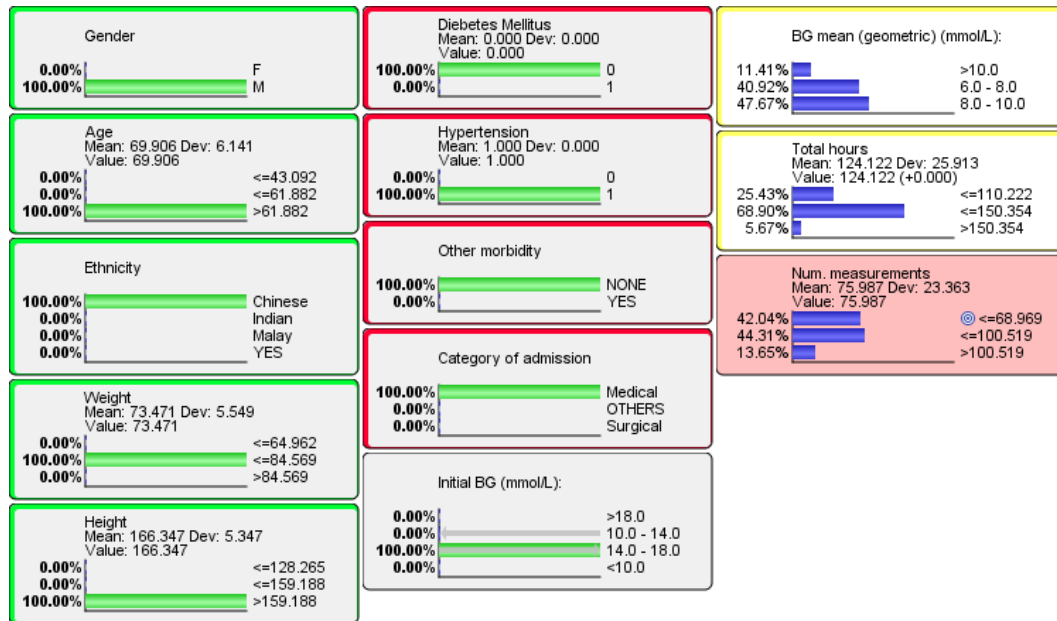 Gender
0.00% F
100.00% M
Age
Mean: 69.906 Dev: 6.141
Value: 69.906
0.00% <=43.092
0.00% <=61.882
100.00% >61.882
Ethnicity
100.00% Chinese
0.00% Indian
0.00% Malay
0.00% YES
Weight
Mean: 73.471 Dev: 5.549
Value: 73.471
0.00% <=64.962
100.00% <=84.569
0.00% >84.569
Height
Mean: 166.347 Dev: 5.347
Value: 166.347
0.00% <=128.265
0.00% <=159.188
100.00% >159.188
Diebetes Mellitus
Mean: 0.000 Dev: 0.000
Value: 0.000
100.00% 0
0.00% 1
Hypertension
Mean: 1.000 Dev: 0.000
Value: 1.000
0.00% 0
100.00% 1
Other morbidity
100.00% NONE
0.00% YES
Category of admission
100.00% Medical
0.00% OTHERS
0.00% Surgical
Initial BG (mmol/L):
0.00% >18.0
0.00% 10.0 - 14.0
100.00% 14.0 - 18.0
0.00% <10.0
BG mean (geometric) (mmol/L):
11.41% >10.0
40.92% 6.0 - 8.0
47.67% 8.0 - 10.0
Total hours
Mean: 124.122 Dev: 25.913
Value: 124.122 (+0.000)
25.43% <=110.222
68.90% <=150.354
5.67% >150.354
Num. measurements
Mean: 75.987 Dev: 23.363
Value: 75.987
42.04% <=68.969
44.31% <=100.519
13.65% >100.519